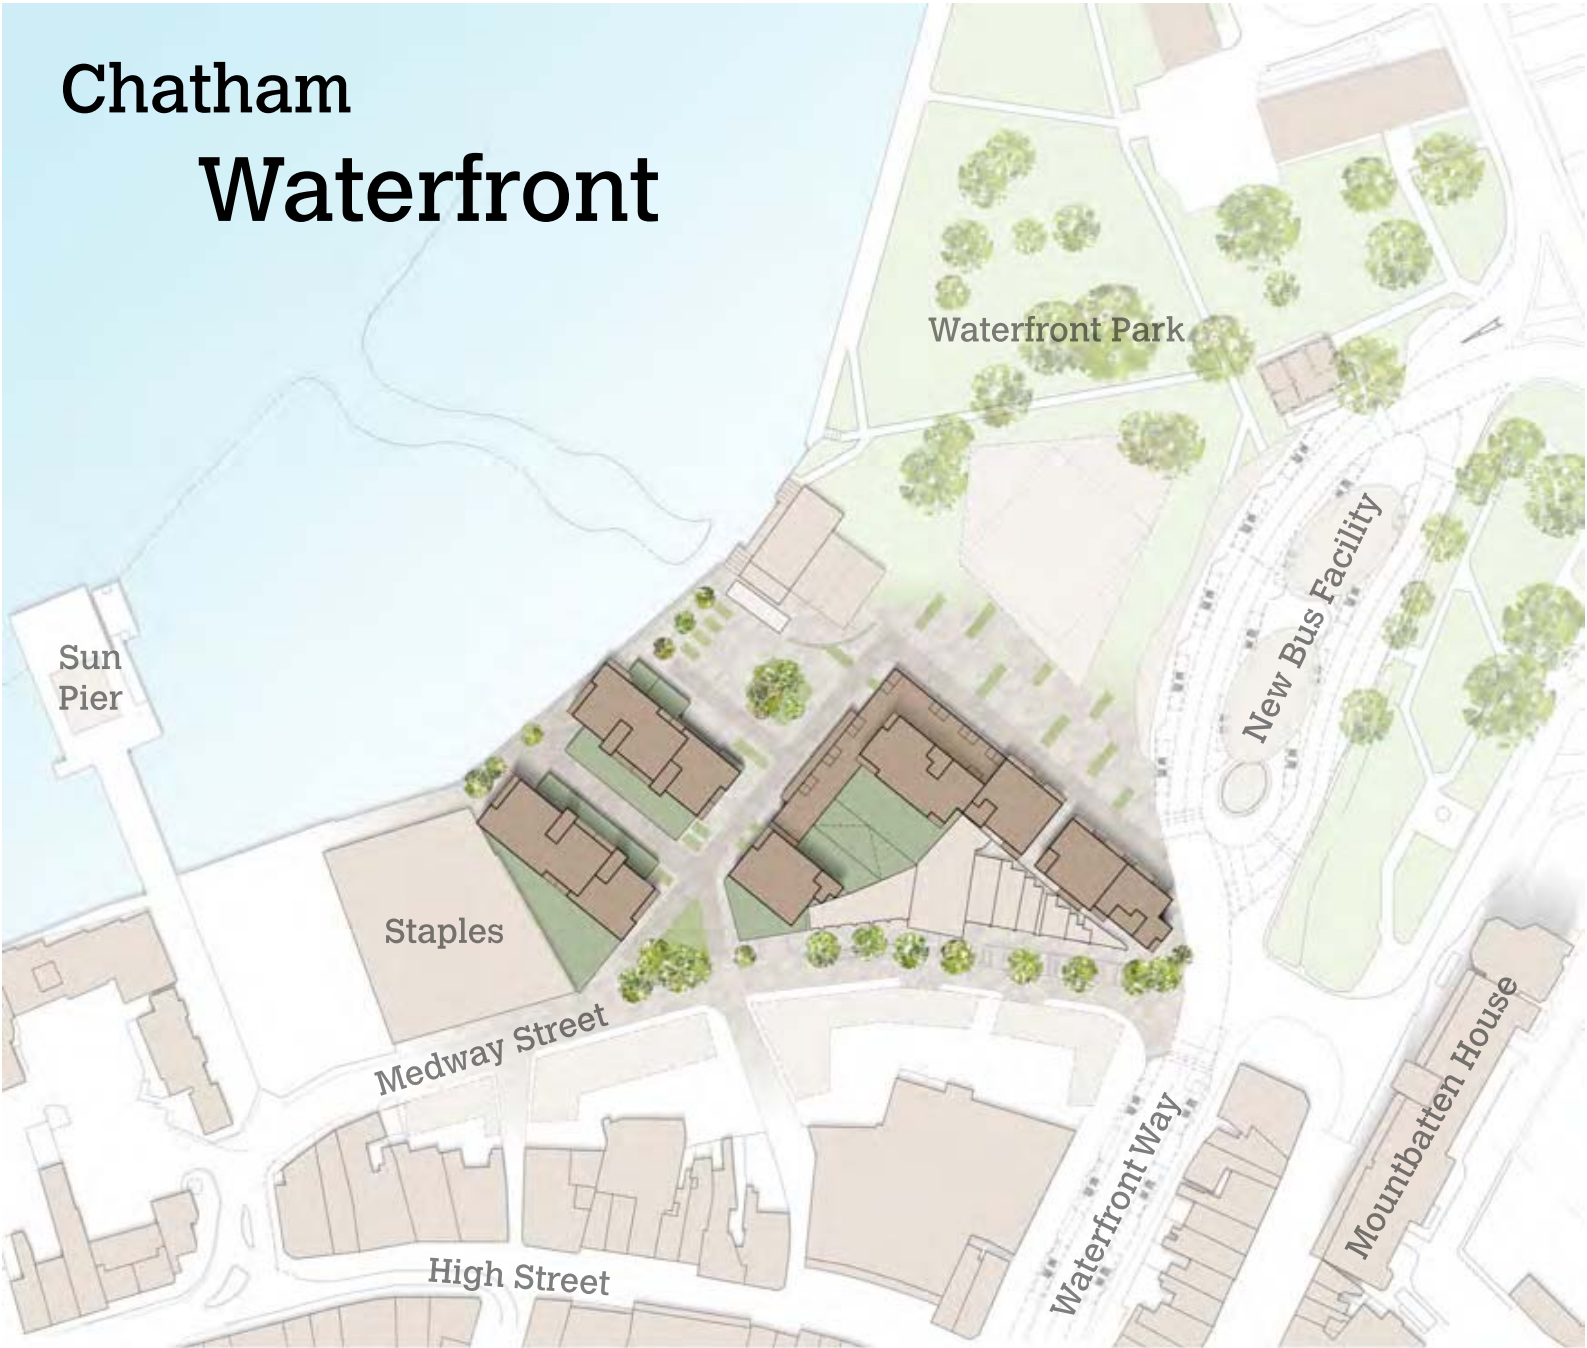 Chatham
Waterfront
Waterfront Park
New Bus Facility
Sun
Pier
Staples
Medway Street
Mountbatten House
Waterfront Way
High Street